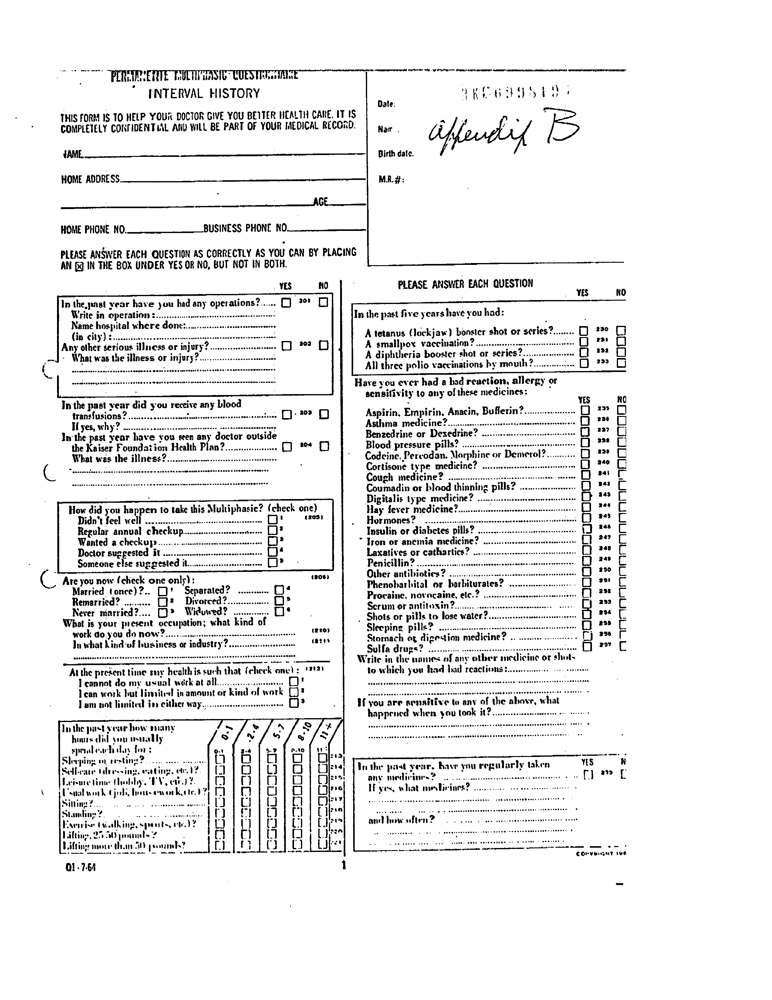 PERMANENTE MULTIPHASIC QUESTIONNAIRE
INTERVAL HISTORY
THIS FORM IS TO HELP YOUR DOCTOR GIVE YOU BETTER HEALTH CARE. IT IS
COMPLETELY CONFIDENTIAL AND WILL BE PART OF YOUR MEDICAL RECORD.
NAME
HOME ADDRESS
AGE
HOME PHONE NO. BUSINESS PHONE NO.
PLEASE ANSWER EACH QUESTION AS CORRECTLY AS YOU CAN BY PLACING
AN ☒ IN THE BOX UNDER YES OR NO, BUT NOT IN BOTH.
Date:
Appendix B
Birth date.
M.R.#:
YES NO
In the past year have you had any operations?...... ☐ 201 ☐
Write in operation:
Name hospital where done:
(in city):
Any other serious illness or injury? ☐ 202 ☐
What was the illness or injury?
In the past year did you receive any blood
transfusions? ☐ 203 ☐
If yes, why?
In the past year have you seen any doctor outside
the Kaiser Foundation Health Plan? ☐ 204 ☐
What was the illness?
How did you happen to take this Multiphasic? (check one)
Didn't feel well ☐ 1 (205)
Regular annual checkup ☐ 2
Wanted a checkup ☐ 3
Doctor suggested it ☐ 4
Someone else suggested it ☐ 5
Are you now (check one only): (206)
Married (once)?.. ☐ 1 Separated? ☐ 4
Remarried? ☐ 2 Divorced? ☐ 5
Never married? ☐ 3 Widowed? ☐ 6
What is your present occupation; what kind of
work do you do now? (210)
In what kind of business or industry? (211)
At the present time my health is such that (check one): (212)
I cannot do my usual work at all ☐ 1
I can work but limited in amount or kind of work ☐ 2
I am not limited in either way ☐ 3
In the past year how many
hours did you usually
spend each day for:
0-1 2-4 5-7 8-10 11+
Sleeping or resting? 213
Self-care (dressing, eating, etc.)? 214
Leisure time (hobby, TV, etc.)? 215
Usual work (job, housework, etc.)? 216
Sitting? 217
Standing? 218
Exercise (walking, sports, etc.)? 219
Lifting, 25-50 pounds? 220
Lifting more than 50 pounds? 221
Q1 - 7-64
PLEASE ANSWER EACH QUESTION
YES NO
In the past five years have you had:
A tetanus (lockjaw) booster shot or series? ☐ 230 ☐
A smallpox vaccination? ☐ 231 ☐
A diphtheria booster shot or series? ☐ 232 ☐
All three polio vaccinations by mouth? ☐ 233 ☐
Have you ever had a bad reaction, allergy or
sensitivity to any of these medicines:
YES NO
Aspirin, Empirin, Anacin, Bufferin? ☐ 235 ☐
Asthma medicine? ☐ 236 ☐
Benzedrine or Dexedrine? ☐ 237 ☐
Blood pressure pills? ☐ 238 ☐
Codeine, Percodan, Morphine or Demerol? ☐ 239 ☐
Cortisone type medicine? ☐ 240 ☐
Cough medicine? ☐ 241
Coumadin or blood thinning pills? ☐ 242
Digitalis type medicine? ☐ 243
Hay fever medicine? ☐ 244
Hormones? ☐ 245
Insulin or diabetes pills? ☐ 246
Iron or anemia medicine? ☐ 247
Laxatives or cathartics? ☐ 248
Penicillin? ☐ 249
Other antibiotics? ☐ 250
Phenobarbital or barbiturates? ☐ 251
Procaine, novocaine, etc.? ☐ 252
Serum or antitoxin? ☐ 253
Shots or pills to lose water? ☐ 254
Sleeping pills? ☐ 255
Stomach or digestion medicine? ☐ 256
Sulfa drugs? ☐ 257
Write in the names of any other medicine or shots
to which you had bad reactions:
If you are sensitive to any of the above, what
happened when you took it?
YES
In the past year, have you regularly taken
any medicines? ☐ 275
If yes, what medicines?
and how often?
COPYRIGHT 196
1